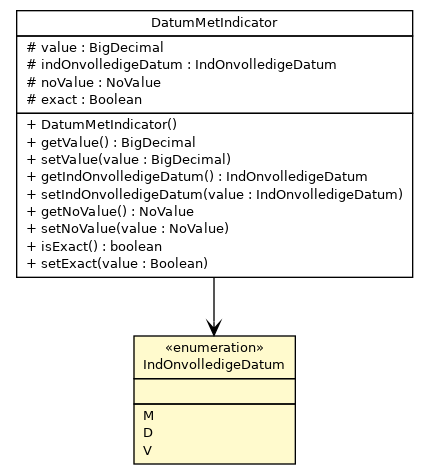 DatumMetIndicator
# value : BigDecimal
# indOnvolledigeDatum : IndOnvolledigeDatum
# noValue : NoValue
# exact : Boolean
+ DatumMetIndicator()
+ getValue() : BigDecimal
+ setValue(value : BigDecimal)
+ getIndOnvolledigeDatum() : IndOnvolledigeDatum
+ setIndOnvolledigeDatum(value : IndOnvolledigeDatum)
+ getNoValue() : NoValue
+ setNoValue(value : NoValue)
+ isExact() : boolean
+ setExact(value : Boolean)
«enumeration»
IndOnvolledigeDatum
M
D
V